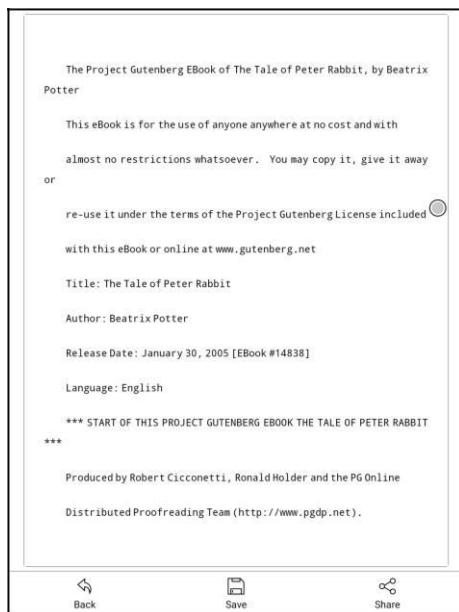 The Project Gutenberg EBook of The Tale of Peter Rabbit, by Beatrix
Potter
This eBook is for the use of anyone anywhere at no cost and with
almost no restrictions whatsoever. You may copy it, give it away
or
re-use it under the terms of the Project Gutenberg License included
with this eBook or online at www.gutenberg.net
Title: The Tale of Peter Rabbit
Author: Beatrix Potter
Release Date: January 30, 2005 [EBook #14838]
Language: English
*** START OF THIS PROJECT GUTENBERG EBOOK THE TALE OF PETER RABBIT
***
Produced by Robert Cicconetti, Ronald Holder and the PG Online
Distributed Proofreading Team (http://www.pgdp.net).
Back Save Share